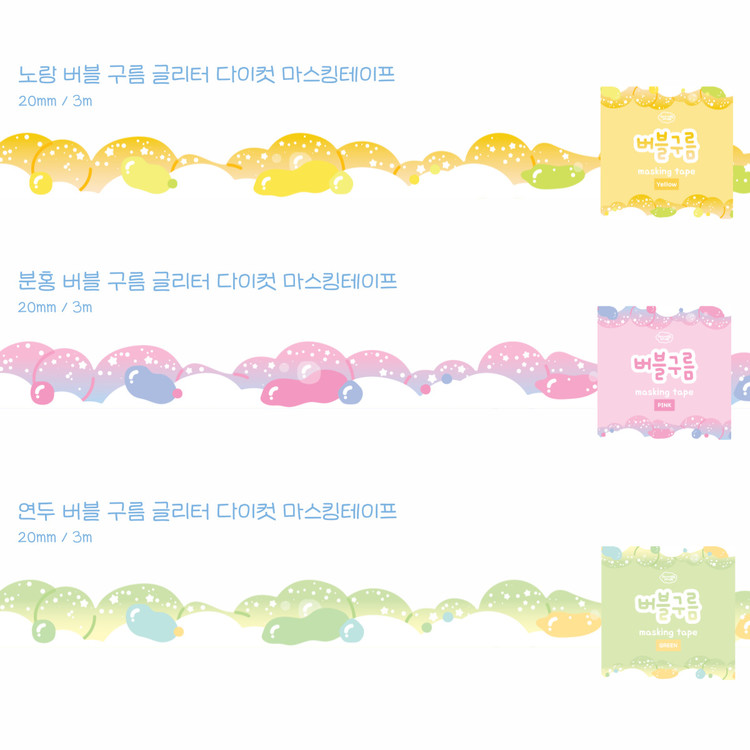 노랑 버블 구름 글리터 다이컷 마스킹테이프
20mm / 3m
버블구름
masking tape
Yellow
분홍 버블 구름 글리터 다이컷 마스킹테이프
20mm / 3m
버블구름
masking tape
PINK
연두 버블 구름 글리터 다이컷 마스킹테이프
20mm / 3m
버블구름
masking tape
GREEN